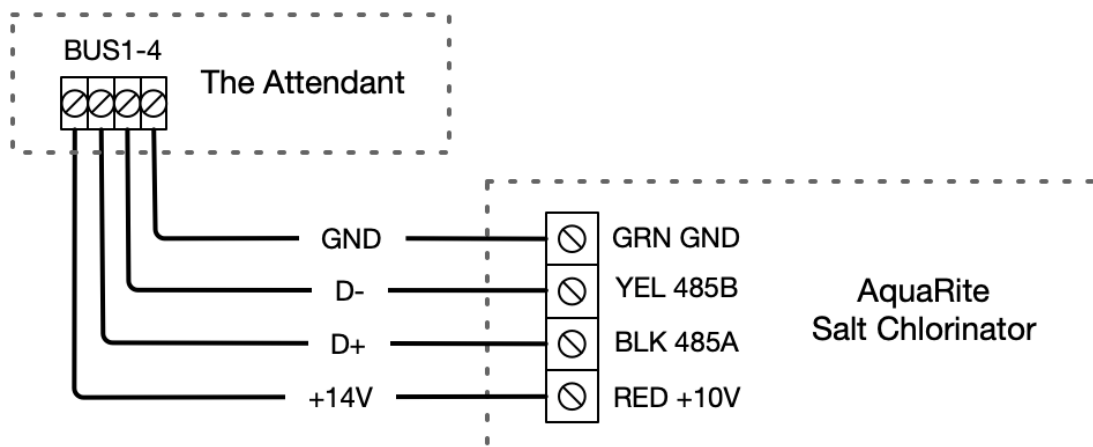 BUS1-4
The Attendant
GND
GRN GND
D-
YEL 485B
AquaRite
Salt Chlorinator
D+
BLK 485A
+14V
RED +10V